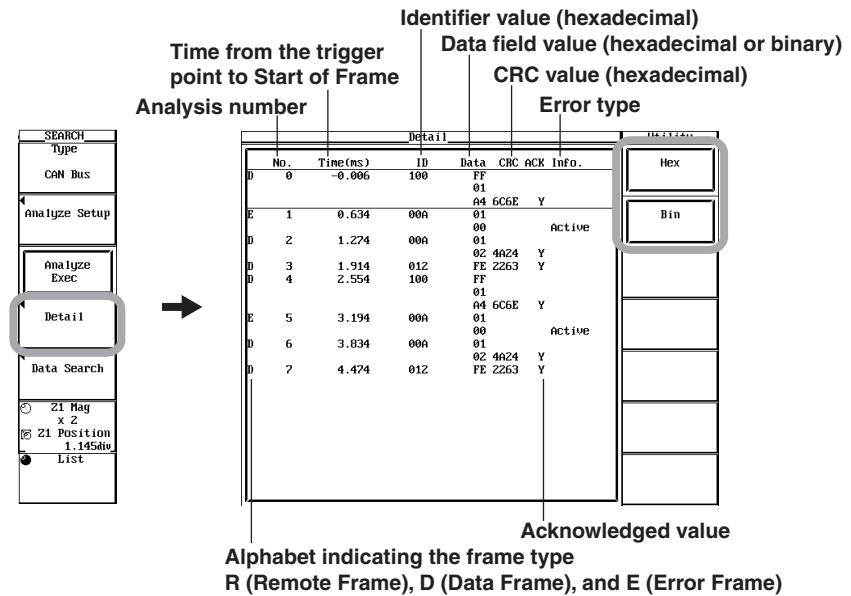 Identifier value (hexadecimal)
Time from the trigger
point to Start of Frame
Data field value (hexadecimal or binary)
CRC value (hexadecimal)
Analysis number
Error type
SEARCH
Type
CAN Bus
Analyze Setup
Analyze
Exec
Detail
Data Search
Z1 Mag
x 2
Z1 Position
1.145div
List
Detail
No. Time(ms) ID Data CRC ACK Info.
D 0 -0.006 100 FF
01
A4 6C6E Y
E 1 0.634 00A 01
00 Active
D 2 1.274 00A 01
02 4A24 Y
D 3 1.914 012 FE 2263 Y
D 4 2.554 100 FF
01
A4 6C6E Y
E 5 3.194 00A 01
00 Active
D 6 3.834 00A 01
02 4A24 Y
D 7 4.474 012 FE 2263 Y
Utility
Hex
Bin
Acknowledged value
Alphabet indicating the frame type
R (Remote Frame), D (Data Frame), and E (Error Frame)